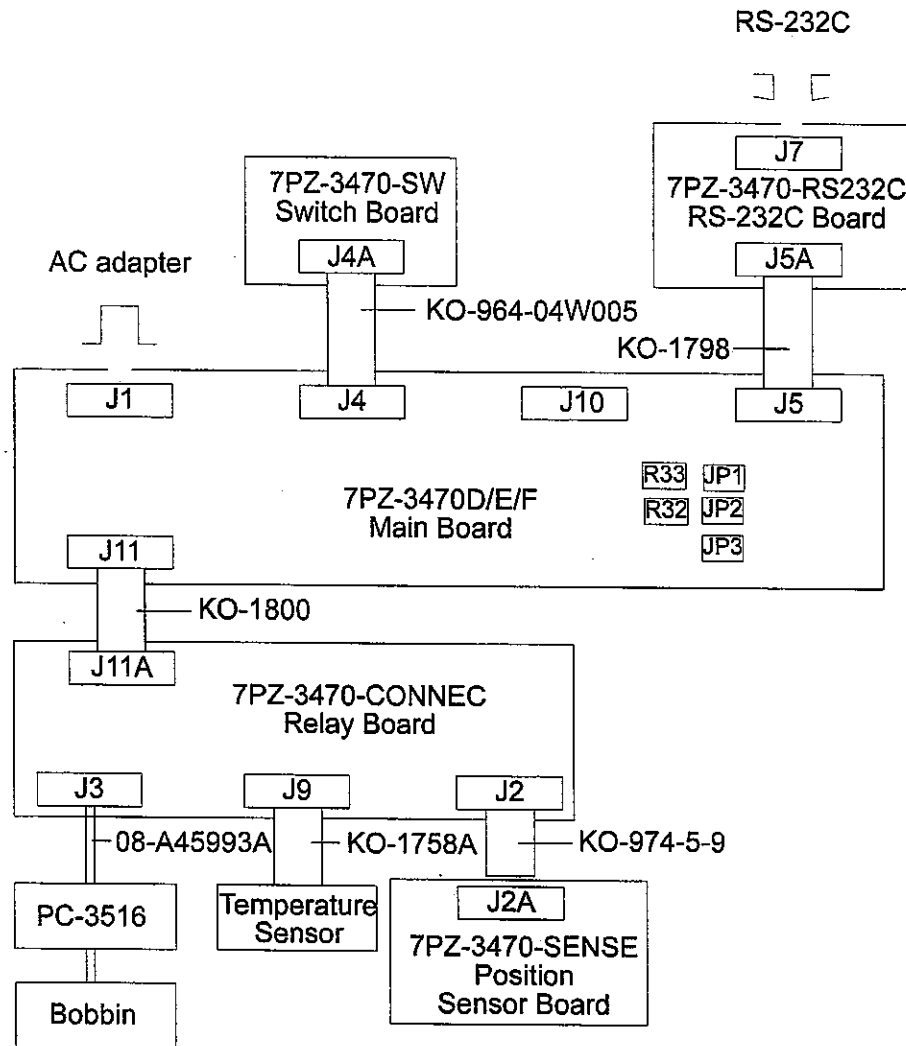 RS-232C
J7
7PZ-3470-RS232C
RS-232C Board
J5A
7PZ-3470-SW
Switch Board
J4A
AC adapter
KO-964-04W005
KO-1798
J1
J4
J10
J5
7PZ-3470D/E/F
Main Board
R33
JP1
R32
JP2
JP3
J11
KO-1800
J11A
7PZ-3470-CONNEC
Relay Board
J3
J9
J2
08-A45993A
KO-1758A
KO-974-5-9
PC-3516
Temperature
Sensor
J2A
7PZ-3470-SENSE
Position
Sensor Board
Bobbin